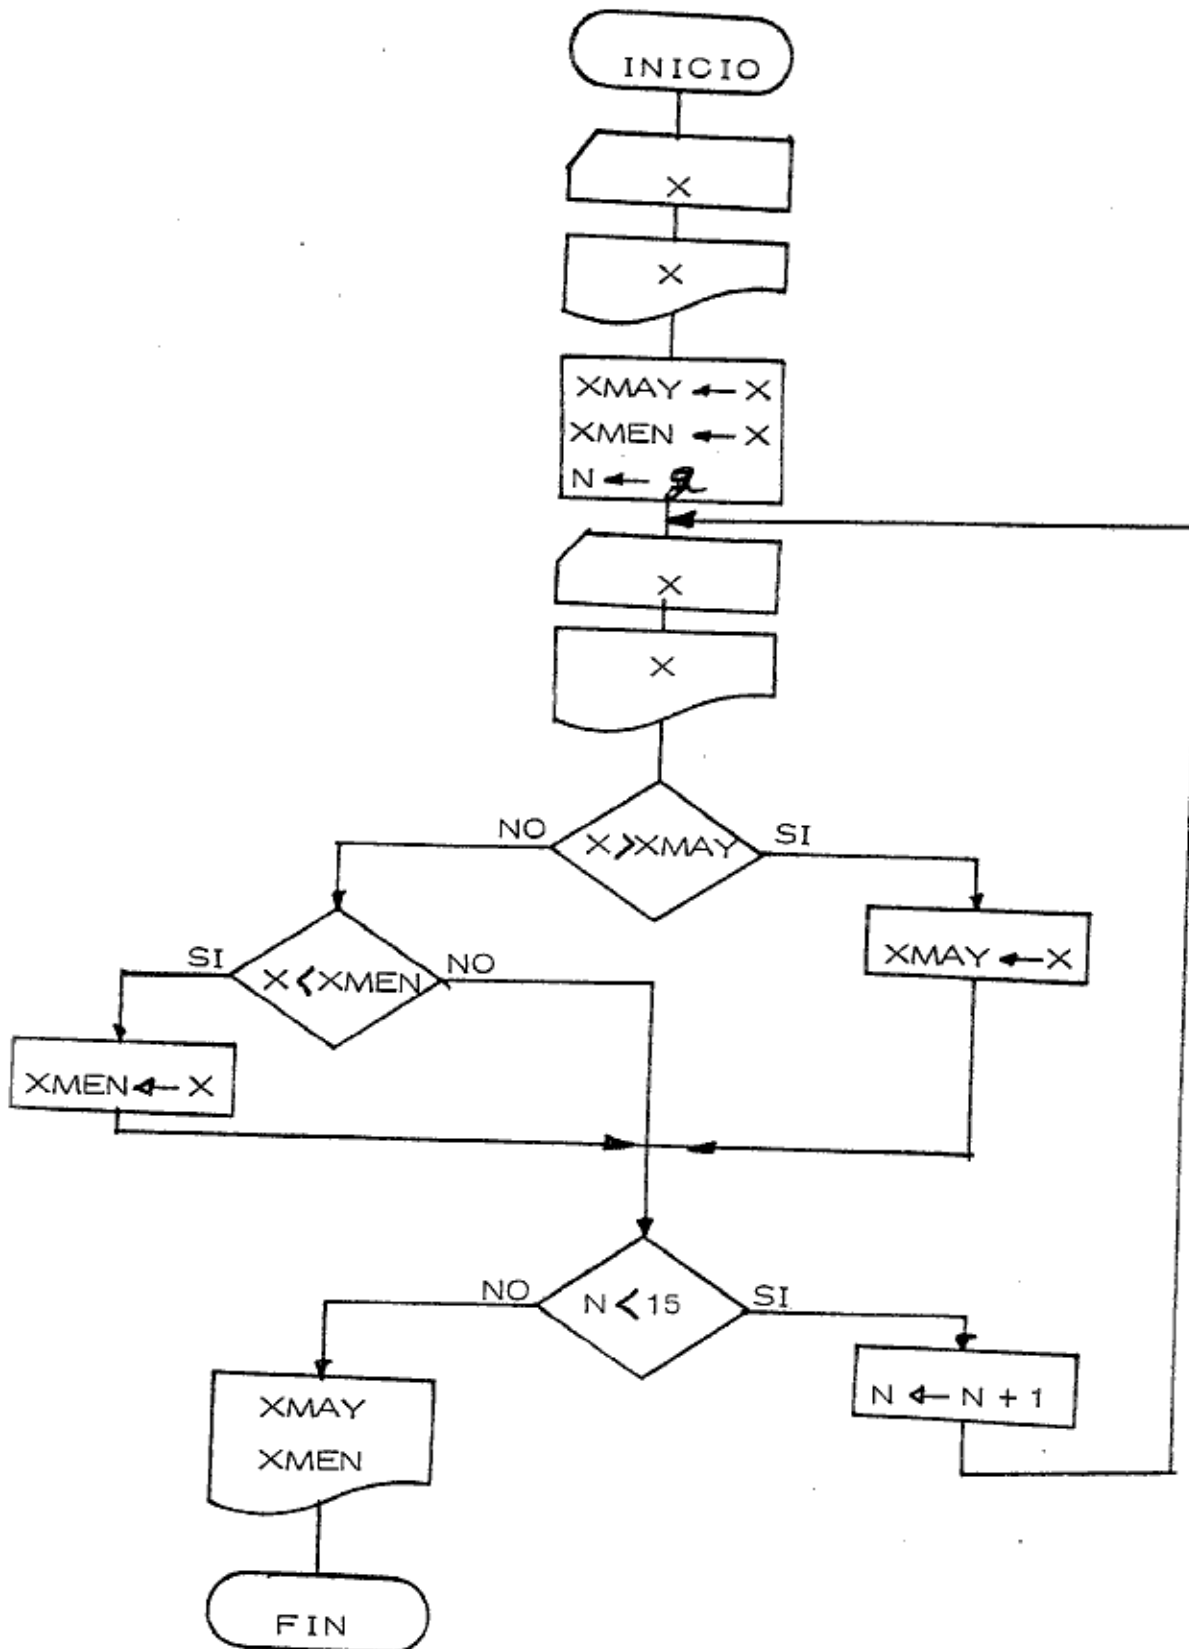 INICIO
X
X
XMAY ← X
XMEN ← X
N ← 2
X
X
NO
X>XMAY
SI
SI
X<XMEN
NO
XMAY ← X
XMEN ← X
NO
N<15
SI
XMAY
XMEN
N ← N + 1
FIN